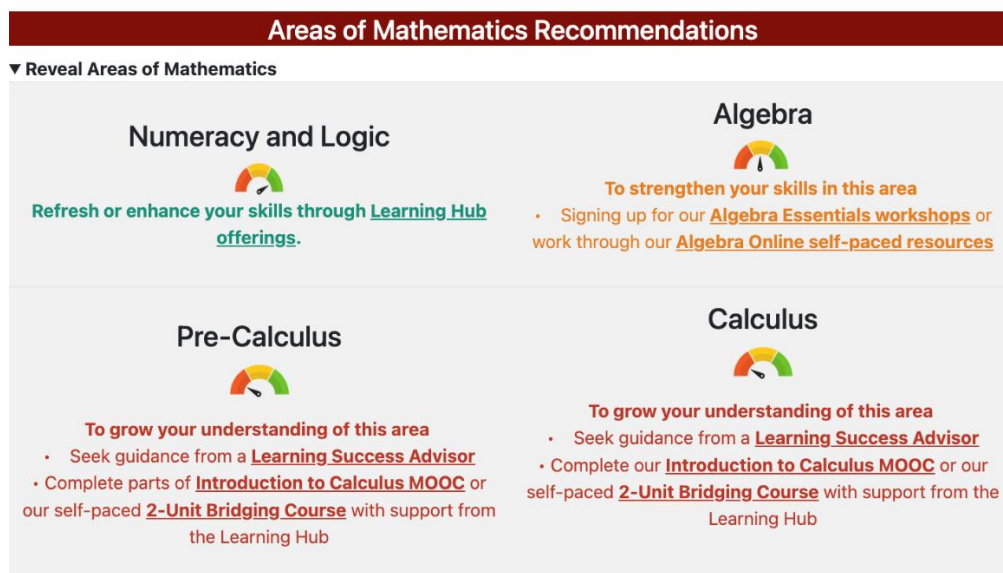 Areas of Mathematics Recommendations
▼ Reveal Areas of Mathematics
Numeracy and Logic
Refresh or enhance your skills through Learning Hub
offerings.
Algebra
To strengthen your skills in this area
• Signing up for our Algebra Essentials workshops or
work through our Algebra Online self-paced resources
Pre-Calculus
To grow your understanding of this area
• Seek guidance from a Learning Success Advisor
• Complete parts of Introduction to Calculus MOOC or
our self-paced 2-Unit Bridging Course with support from
the Learning Hub
Calculus
To grow your understanding of this area
• Seek guidance from a Learning Success Advisor
• Complete our Introduction to Calculus MOOC or our
self-paced 2-Unit Bridging Course with support from the
Learning Hub